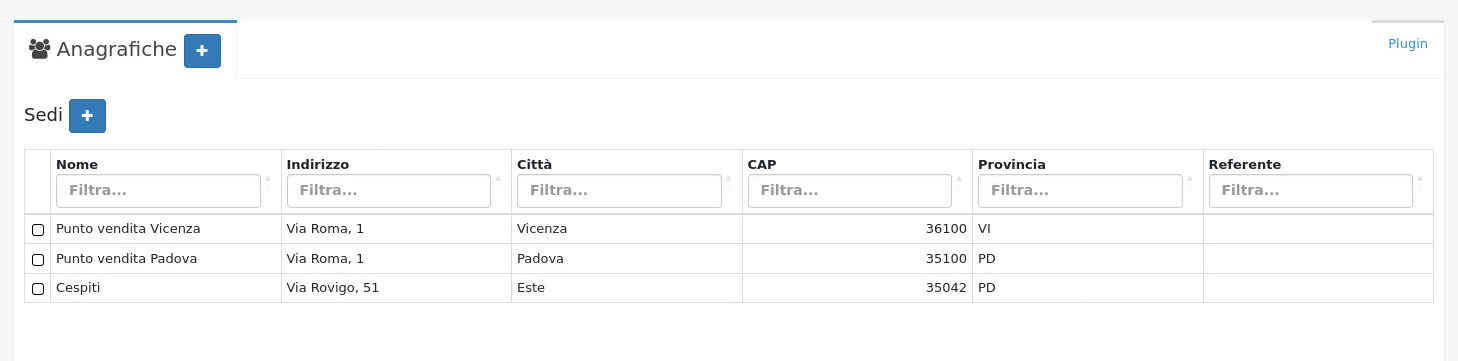 Anagrafiche +
Plugin
Sedi +
Nome Indirizzo Città CAP Provincia Referente
Filtra... Filtra... Filtra... Filtra... Filtra... Filtra...
Punto vendita Vicenza Via Roma, 1 Vicenza 36100 VI
Punto vendita Padova Via Roma, 1 Padova 35100 PD
Cespiti Via Rovigo, 51 Este 35042 PD